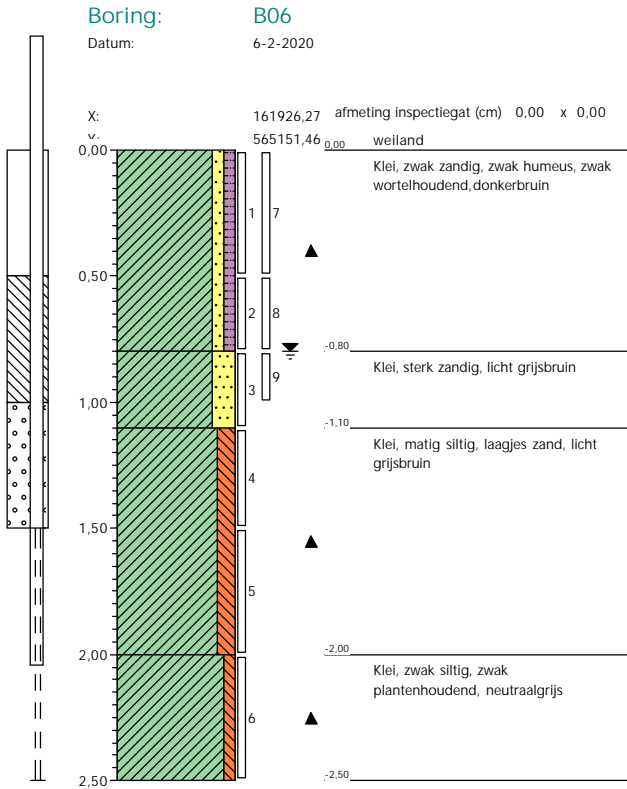 Boring: B06
Datum: 6-2-2020
X: 161926,27 afmeting inspectiegat (cm) 0,00 x 0,00
Y: 565151,46 0,00 weiland
0,00
Klei, zwak zandig, zwak humeus, zwak
wortelhoudend, donkerbruin
1 7
0,50
2 8
-0,80
Klei, sterk zandig, licht grijsbruin
3 9
1,00
-1,10
Klei, matig siltig, laagjes zand, licht
grijsbruin
4
1,50
5
2,00
-2,00
Klei, zwak siltig, zwak
plantenhoudend, neutraalgrijs
6
2,50
-2,50